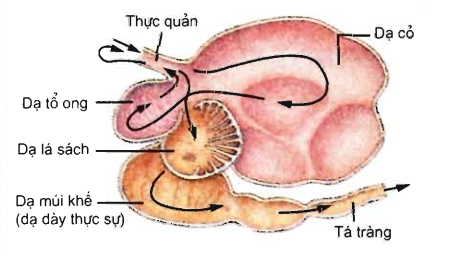 Thực quản
Dạ cỏ
Dạ tổ ong
Dạ lá sách
Dạ múi khế
(dạ dày thực sự)
Tá tràng